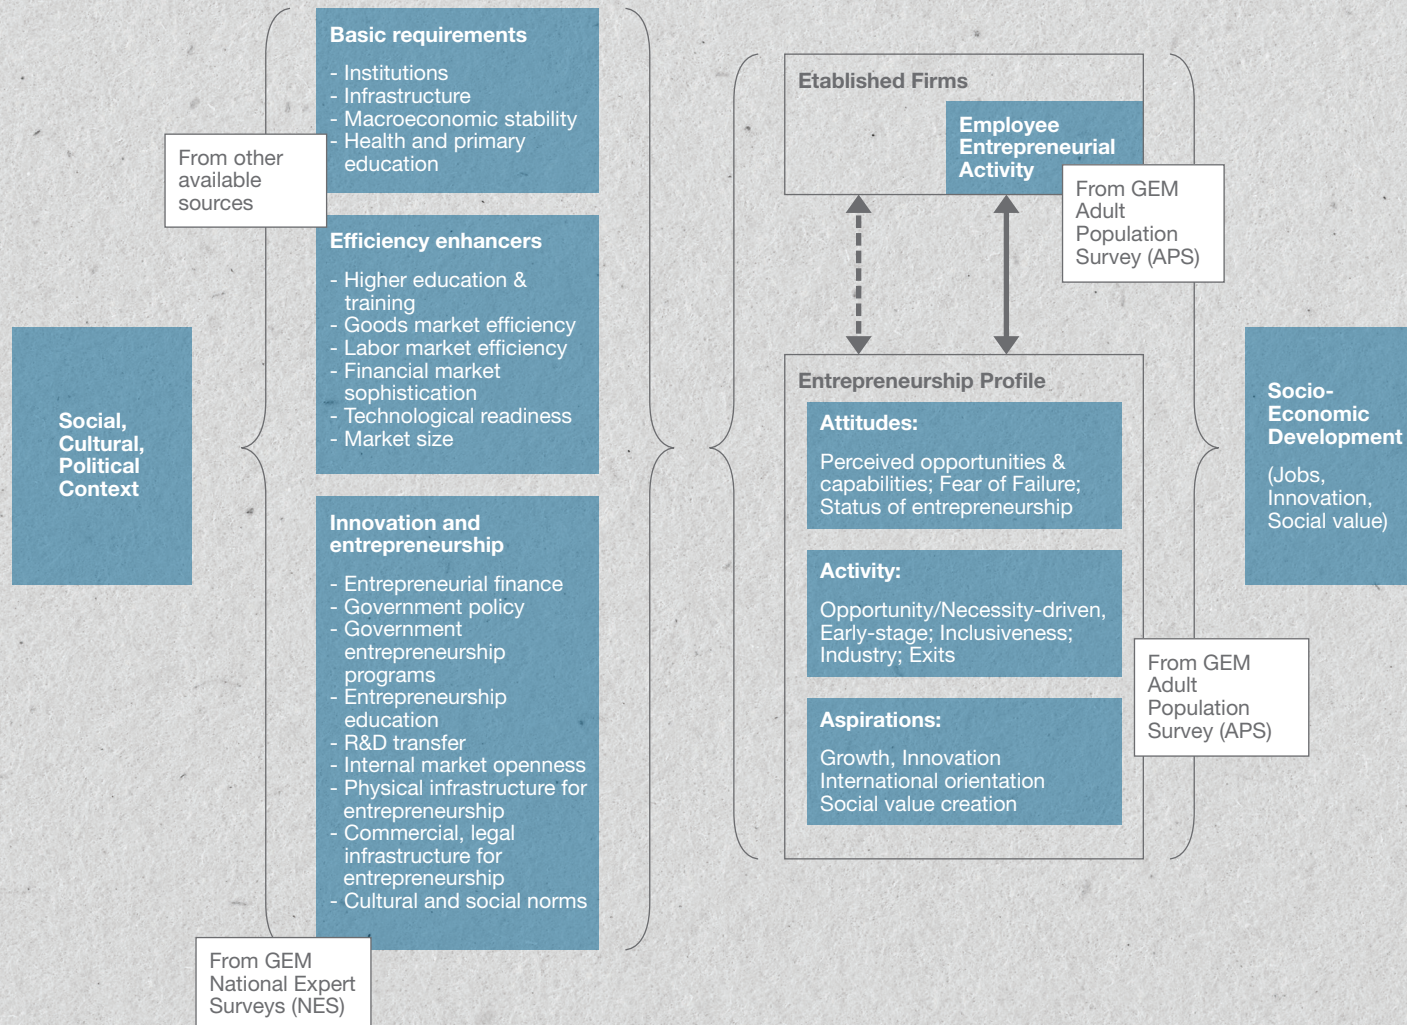 Social,
Cultural,
Political
Context
From other
available
sources
Basic requirements
- Institutions
- Infrastructure
- Macroeconomic stability
- Health and primary
education
Efficiency enhancers
- Higher education &
training
- Goods market efficiency
- Labor market efficiency
- Financial market
sophistication
- Technological readiness
- Market size
Innovation and
entrepreneurship
- Entrepreneurial finance
- Government policy
- Government
entrepreneurship
programs
- Entrepreneurship
education
- R&D transfer
- Internal market openness
- Physical infrastructure for
entrepreneurship
- Commercial, legal
infrastructure for
entrepreneurship
- Cultural and social norms
From GEM
National Expert
Surveys (NES)
Etablished Firms
Employee
Entrepreneurial
Activity
From GEM
Adult
Population
Survey (APS)
Entrepreneurship Profile
Attitudes:
Perceived opportunities &
capabilities; Fear of Failure;
Status of entrepreneurship
Activity:
Opportunity/Necessity-driven,
Early-stage; Inclusiveness;
Industry; Exits
Aspirations:
Growth, Innovation
International orientation
Social value creation
From GEM
Adult
Population
Survey (APS)
Socio-
Economic
Development
(Jobs,
Innovation,
Social value)